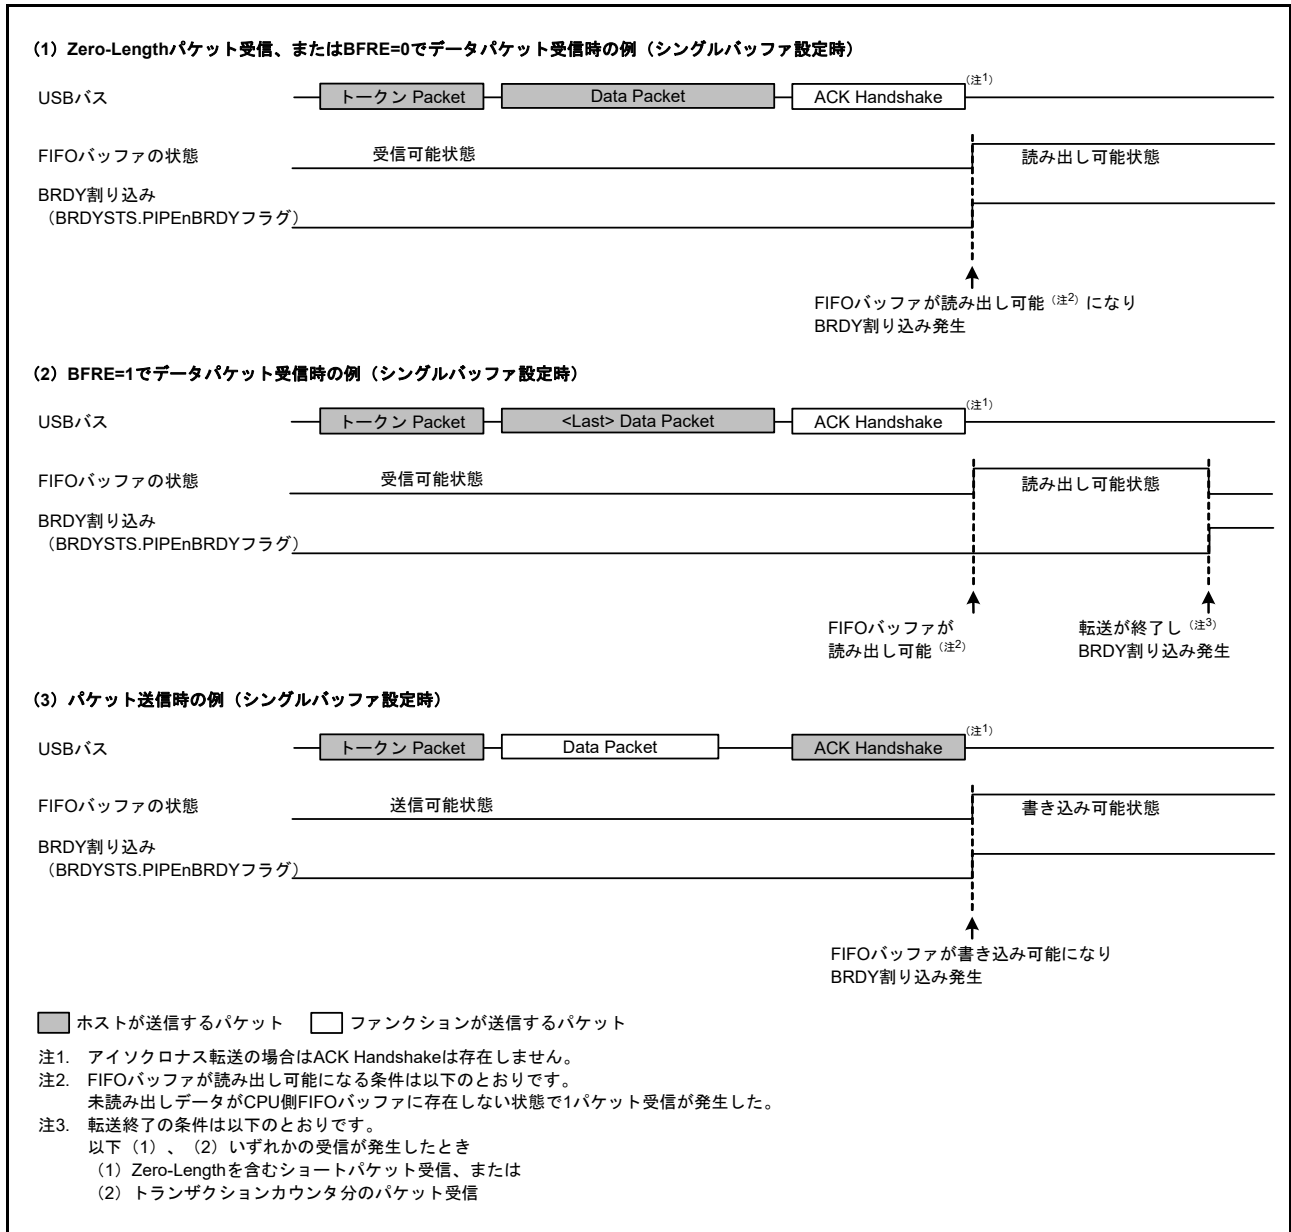 （1）Zero-Lengthパケット受信、またはBFRE=0でデータパケット受信時の例（シングルバッファ設定時）
USBバス トークン Packet Data Packet ACK Handshake （注1）
FIFOバッファの状態 受信可能状態 読み出し可能状態
BRDY割り込み
（BRDYSTS.PIPEnBRDYフラグ）
FIFOバッファが読み出し可能（注2）になり
BRDY割り込み発生
（2）BFRE=1でデータパケット受信時の例（シングルバッファ設定時）
USBバス トークン Packet <Last> Data Packet ACK Handshake （注1）
FIFOバッファの状態 受信可能状態 読み出し可能状態
BRDY割り込み
（BRDYSTS.PIPEnBRDYフラグ）
FIFOバッファが 転送が終了し（注3）
読み出し可能（注2） BRDY割り込み発生
（3）パケット送信時の例（シングルバッファ設定時）
USBバス トークン Packet Data Packet ACK Handshake （注1）
FIFOバッファの状態 送信可能状態 書き込み可能状態
BRDY割り込み
（BRDYSTS.PIPEnBRDYフラグ）
FIFOバッファが書き込み可能になり
BRDY割り込み発生
ホストが送信するパケット ファンクションが送信するパケット
注1. アイソクロナス転送の場合はACK Handshakeは存在しません。
注2. FIFOバッファが読み出し可能になる条件は以下のとおりです。
未読み出しデータがCPU側FIFOバッファに存在しない状態で1パケット受信が発生した。
注3. 転送終了の条件は以下のとおりです。
以下（1）、（2）いずれかの受信が発生したとき
（1）Zero-Lengthを含むショートパケット受信、または
（2）トランザクションカウンタ分のパケット受信